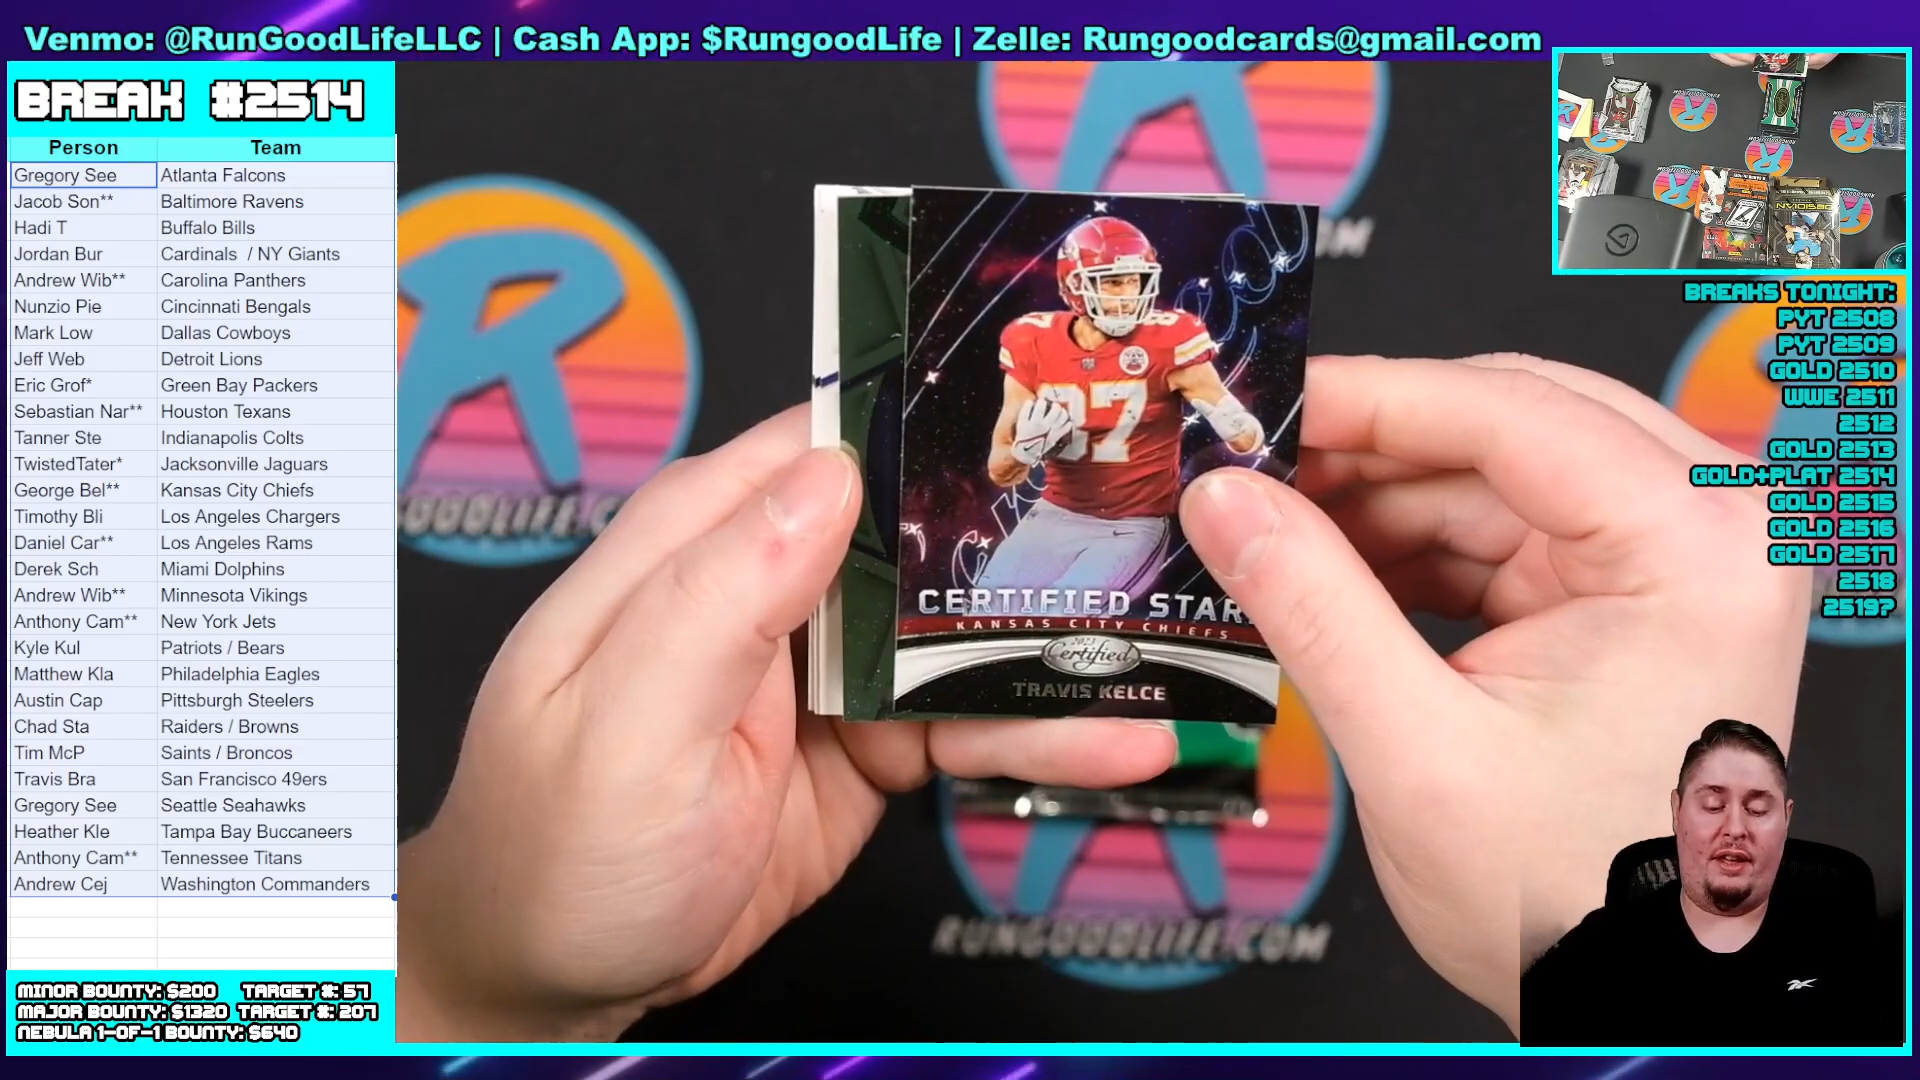 Venmo: @RunGoodLifeLLC | Cash App: $RungoodLife | Zelle: Rungoodcards@gmail.com
BREAK #2514
Person Team
Gregory See Atlanta Falcons
Jacob Son** Baltimore Ravens
Hadi T Buffalo Bills
Jordan Bur Cardinals / NY Giants
Andrew Wib** Carolina Panthers
Nunzio Pie Cincinnati Bengals
Mark Low Dallas Cowboys
Jeff Web Detroit Lions
Eric Grof* Green Bay Packers
Sebastian Nar** Houston Texans
Tanner Ste Indianapolis Colts
TwistedTater* Jacksonville Jaguars
George Bel** Kansas City Chiefs
Timothy Bli Los Angeles Chargers
Daniel Car** Los Angeles Rams
Derek Sch Miami Dolphins
Andrew Wib** Minnesota Vikings
Anthony Cam** New York Jets
Kyle Kul Patriots / Bears
Matthew Kla Philadelphia Eagles
Austin Cap Pittsburgh Steelers
Chad Sta Raiders / Browns
Tim McP Saints / Broncos
Travis Bra San Francisco 49ers
Gregory See Seattle Seahawks
Heather Kle Tampa Bay Buccaneers
Anthony Cam** Tennessee Titans
Andrew Cej Washington Commanders
MINOR BOUNTY: $200 TARGET #: 57
MAJOR BOUNTY: $1320 TARGET #: 207
NEBULA 1-OF-1 BOUNTY: $640
87
CERTIFIED STAR
KANSAS CITY CHIEFS
2023
Certified
TRAVIS KELCE
RUNGOODLIFE.COM
BREAKS TONIGHT:
PYT 2508
PYT 2509
GOLD 2510
WWE 2511
2512
GOLD 2513
GOLD+PLAT 2514
GOLD 2515
GOLD 2516
GOLD 2517
2518
2519?